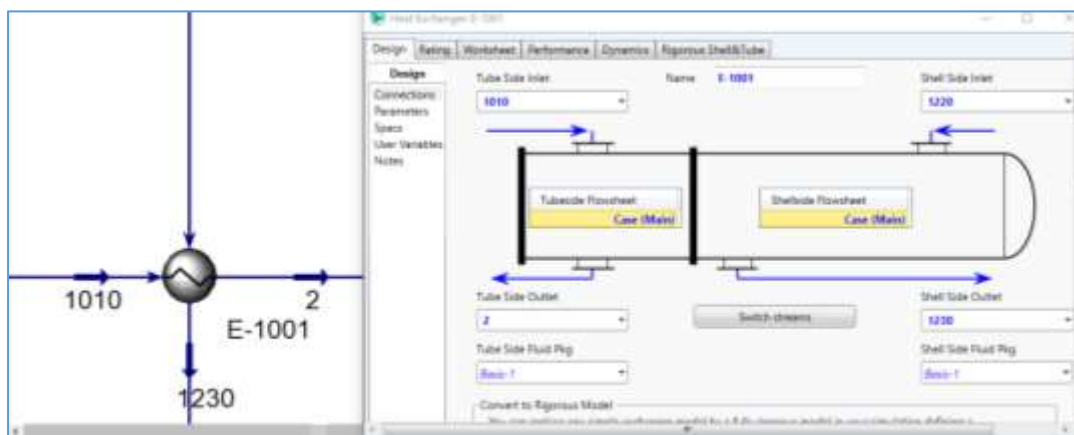 Heat Exchanger: E-1001
Design Rating Worksheet Performance Dynamics Rigorous Shell&Tube
Design
Connections
Parameters
Specs
User Variables
Notes
Tube Side Inlet
1010
Name E-1001
Shell Side Inlet
1220
Tubeside Flowsheet
Case (Main)
Shellside Flowsheet
Case (Main)
Tube Side Outlet
2
Switch streams
Shell Side Outlet
1230
Tube Side Fluid Pkg
Basis-1
Shell Side Fluid Pkg
Basis-1
Convert to Rigorous Model
1010
2
E-1001
1230